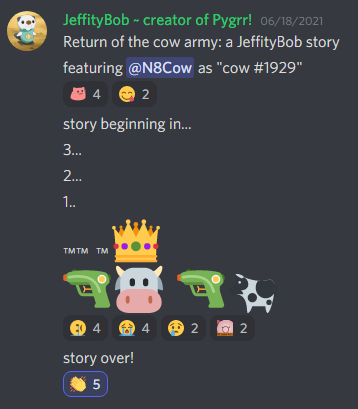 JeffityBob ~ creator of Pygrr! 06/18/2021
Return of the cow army: a JeffityBob story
featuring @N8Cow as "cow #1929"
4 2
story beginning in...
3...
2...
1..
™™ ™
4 4 2 2
story over!
5